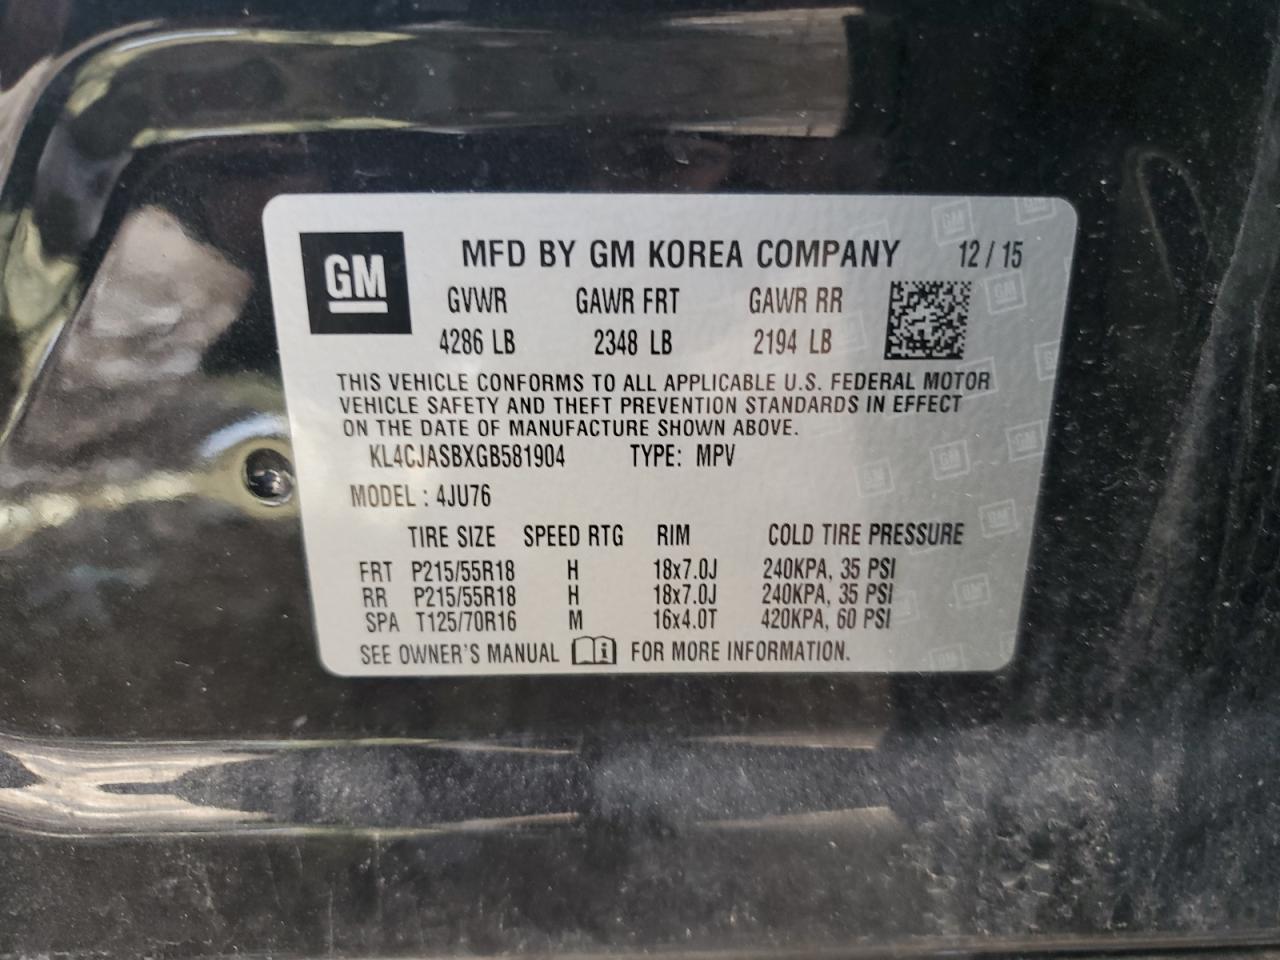 GM
MFD BY GM KOREA COMPANY 12 / 15
GVWR GAWR FRT GAWR RR
4286 LB 2348 LB 2194 LB
THIS VEHICLE CONFORMS TO ALL APPLICABLE U.S. FEDERAL MOTOR
VEHICLE SAFETY AND THEFT PREVENTION STANDARDS IN EFFECT
ON THE DATE OF MANUFACTURE SHOWN ABOVE.
KL4CJASBXGB581904 TYPE: MPV
MODEL : 4JU76
TIRE SIZE SPEED RTG RIM COLD TIRE PRESSURE
FRT P215/55R18 H 18x7.0J 240KPA, 35 PSI
RR P215/55R18 H 18x7.0J 240KPA, 35 PSI
SPA T125/70R16 M 16x4.0T 420KPA, 60 PSI
SEE OWNER'S MANUAL i FOR MORE INFORMATION.